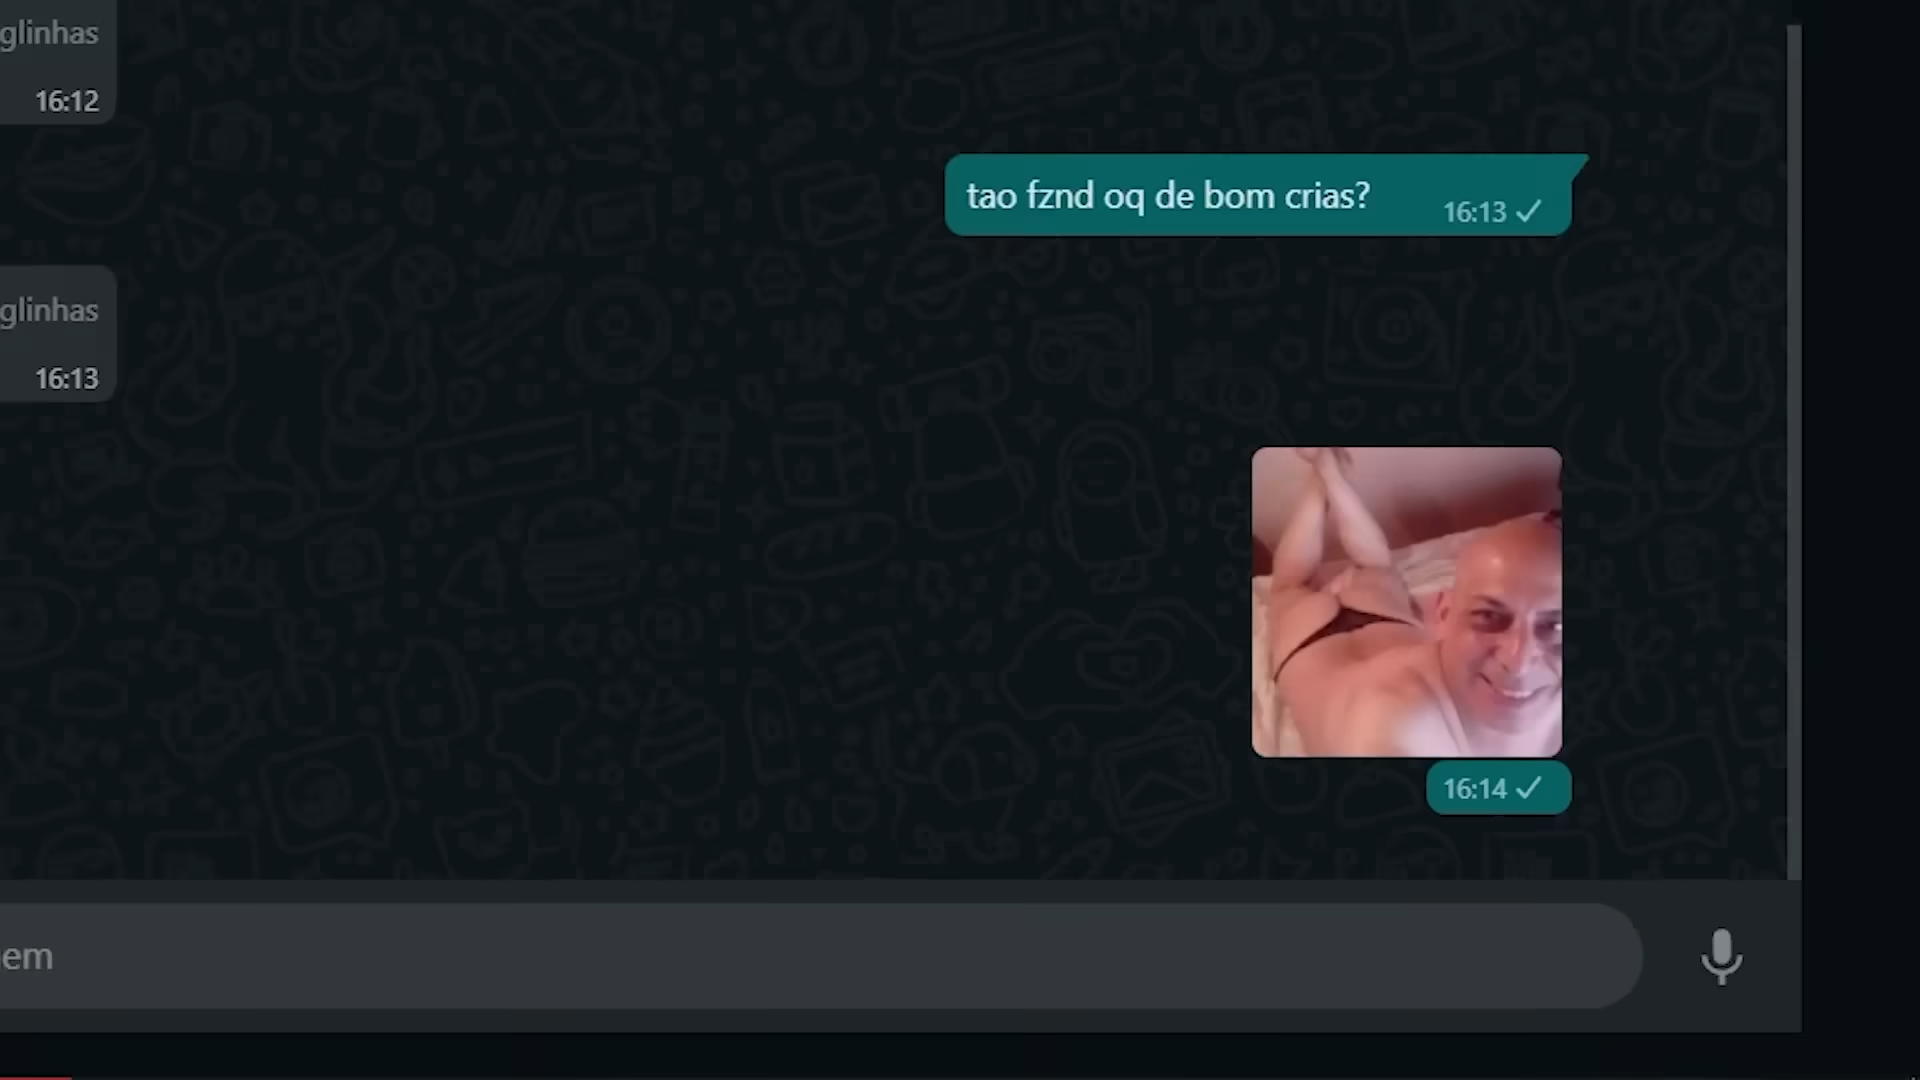 glinhas
16:12
tao fznd oq de bom crias?
16:13
glinhas
16:13
16:14
em